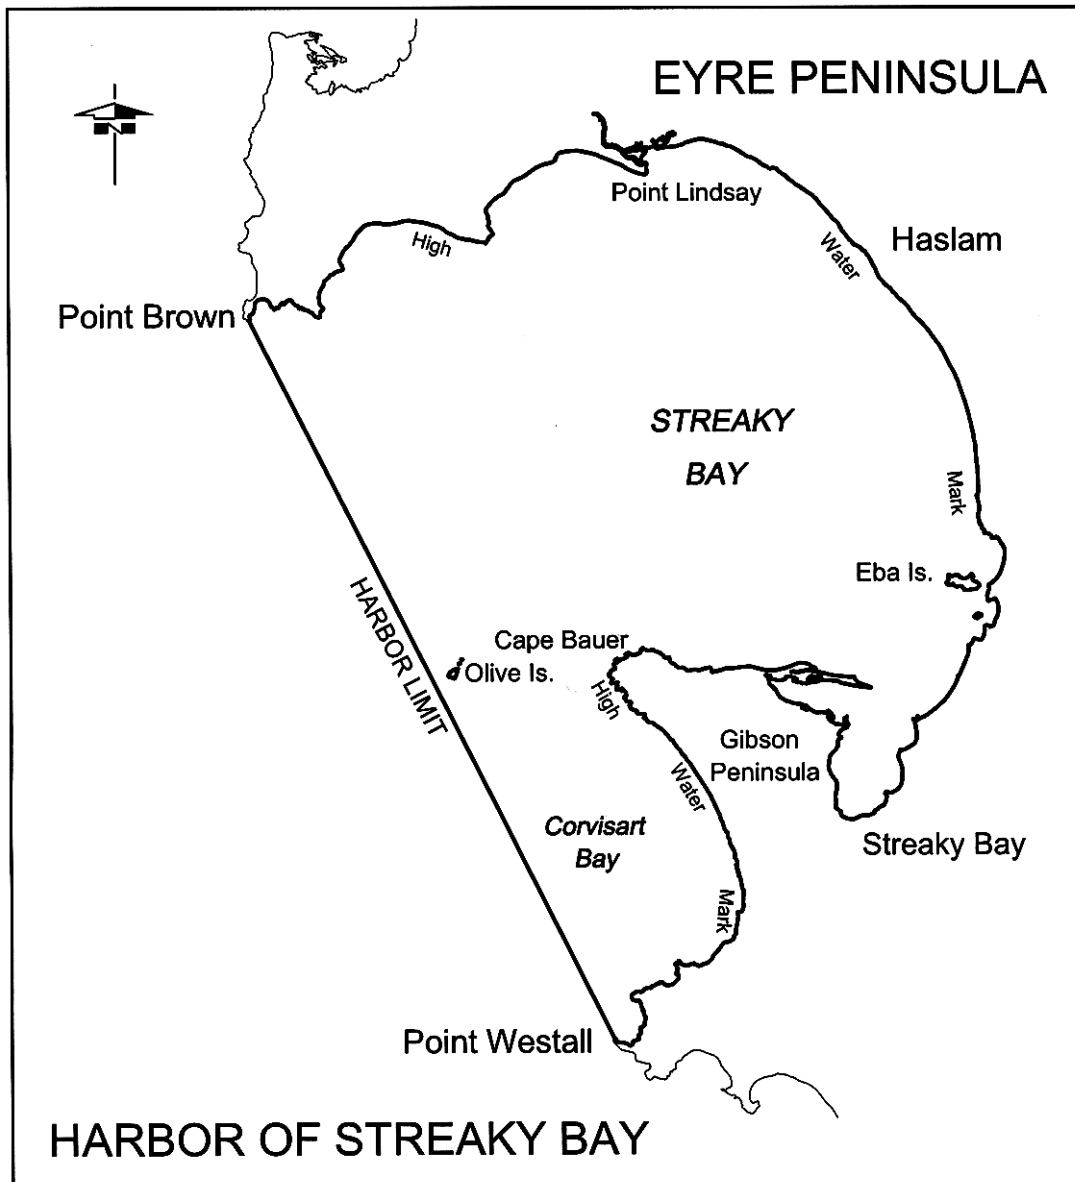 EYRE PENINSULA
N
Point Lindsay
High
Water
Haslam
Point Brown
STREAKY
BAY
Mark
Eba Is.
HARBOR LIMIT
Cape Bauer
Olive Is.
High
Gibson
Peninsula
Water
Corvisart
Bay
Streaky Bay
Mark
Point Westall
HARBOR OF STREAKY BAY